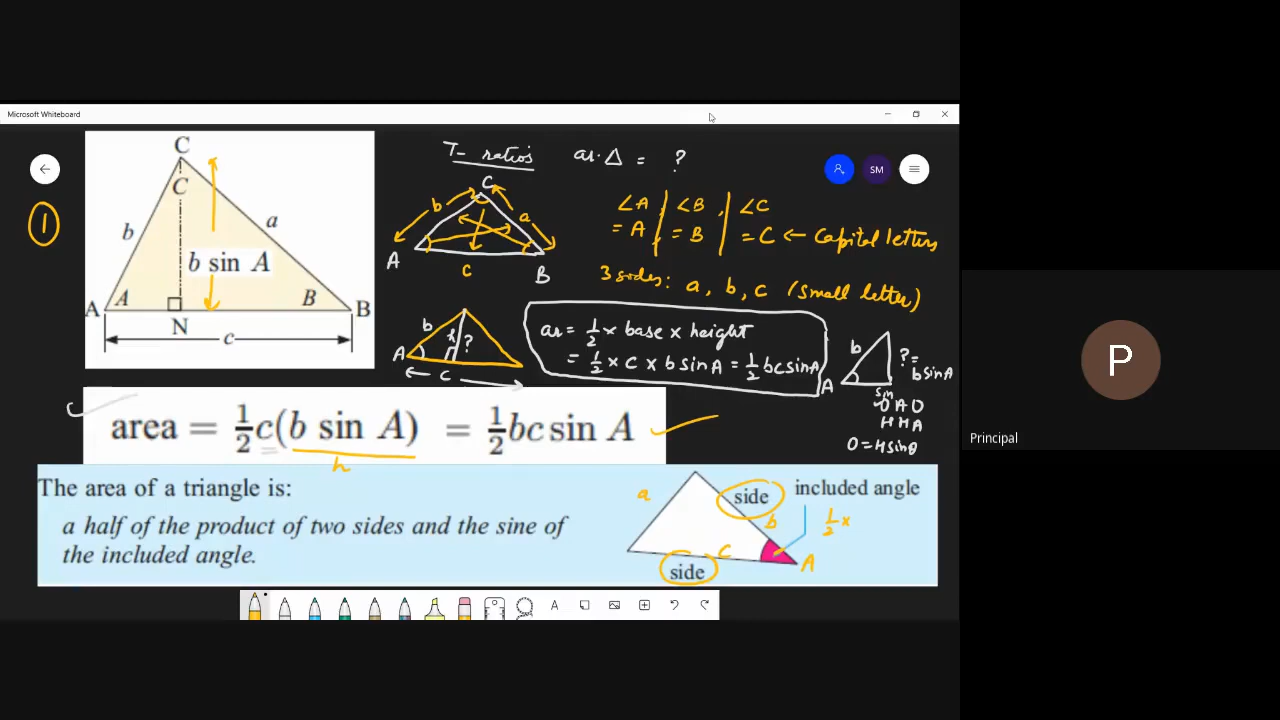 Microsoft Whiteboard
SM
1
C
C
b
a
b sin A
A
A
B
B
N
c
T- ratios ar. Δ = ?
C
b
a
A
c
B
∠A, ∠B, ∠C
= A = B = C ← Capital letters
3 sides: a, b, c (small letter)
b
?
A
c
ar = 1/2 × base × height
= 1/2 × c × b sin A = 1/2 bc sin A
b
? =
b sin A
A
O A O
H H A
O = H sin θ
area = 1/2 c(b sin A) = 1/2 bc sin A
h
The area of a triangle is:
a half of the product of two sides and the sine of
the included angle.
a
side
b
included angle
1/2 ×
c
side
A
P
Principal